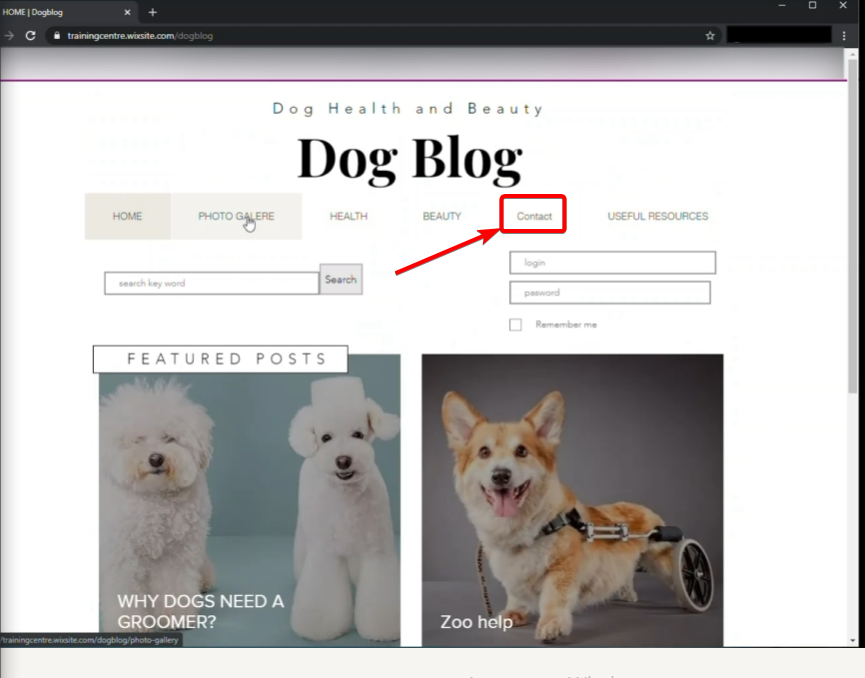 HOME | Dogblog
trainingcentre.wixsite.com/dogblog
Dog Health and Beauty
Dog Blog
HOME PHOTO GALERE HEALTH BEAUTY Contact USEFUL RESOURCES
search key word Search
login
pasword
Remember me
FEATURED POSTS
WHY DOGS NEED A
GROOMER?
Zoo help
/trainingcentre.wixsite.com/dogblog/photo-gallery